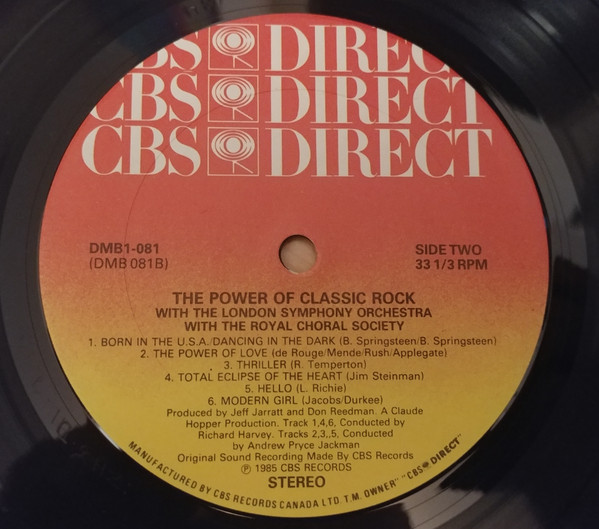 CBS DIRECT
CBS DIRECT
CBS DIRECT
DMB1-081
(DMB 081B)
SIDE TWO
33 1/3 RPM
THE POWER OF CLASSIC ROCK
WITH THE LONDON SYMPHONY ORCHESTRA
WITH THE ROYAL CHORAL SOCIETY
1. BORN IN THE U.S.A./DANCING IN THE DARK (B. Springsteen/B. Springsteen)
2. THE POWER OF LOVE (de Rouge/Mende/Rush/Applegate)
3. THRILLER (R. Temperton)
4. TOTAL ECLIPSE OF THE HEART (Jim Steinman)
5. HELLO (L. Richie)
6. MODERN GIRL (Jacobs/Durkee)
Produced by Jeff Jarratt and Don Reedman. A Claude
Hopper Production. Track 1,4,6, Conducted by
Richard Harvey. Tracks 2,3,,5, Conducted
by Andrew Pryce Jackman
Original Sound Recording Made By CBS Records
Ⓟ 1985 CBS RECORDS
STEREO
MANUFACTURED BY CBS RECORDS CANADA LTD. T.M. OWNER "CBS DIRECT"